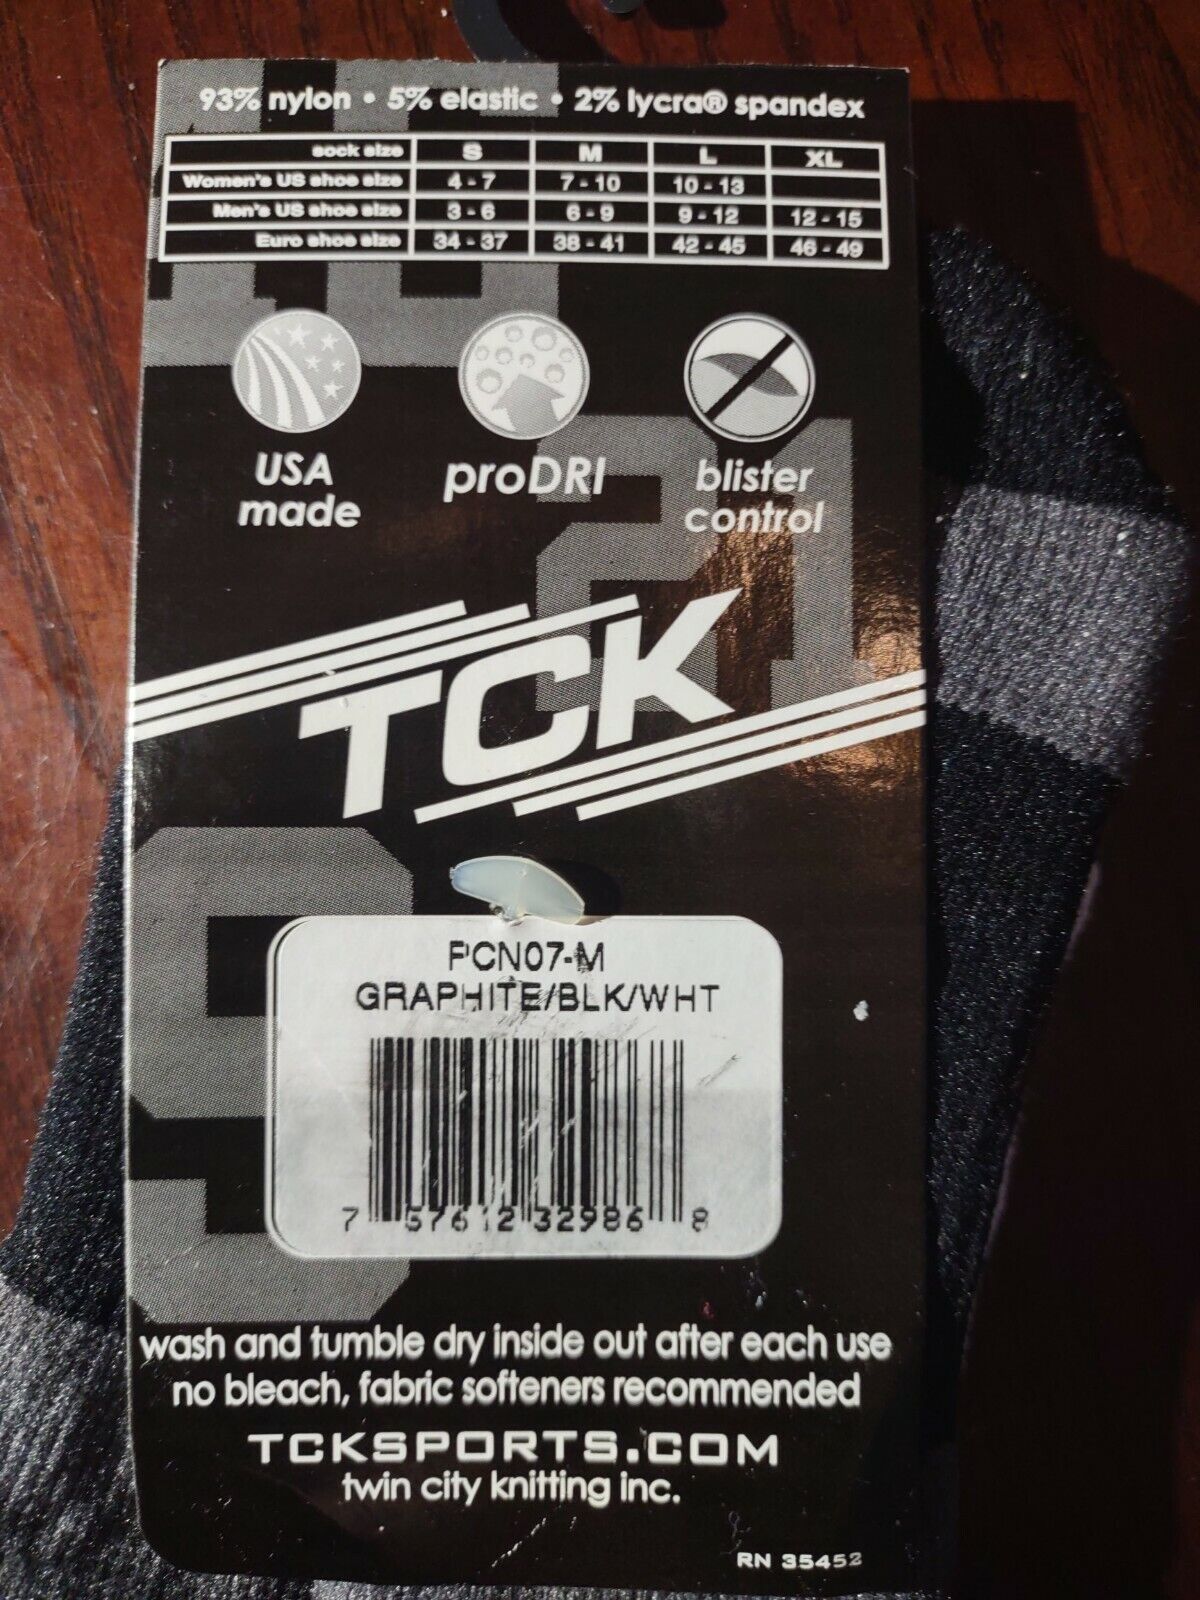 93% nylon • 5% elastic • 2% lycra® spandex
sock size S M L XL
Women's US shoe size 4 - 7 7 - 10 10 - 13
Men's US shoe size 3 - 6 6 - 9 9 - 12 12 - 15
Euro shoe size 34 - 37 38 - 41 42 - 45 46 - 49
USA made
proDRI
blister control
21
TCK
PCN07-M
GRAPHITE/BLK/WHT
7 57612 32986 8
wash and tumble dry inside out after each use
no bleach, fabric softeners recommended
TCKSPORTS.COM
twin city knitting inc.
RN 35452